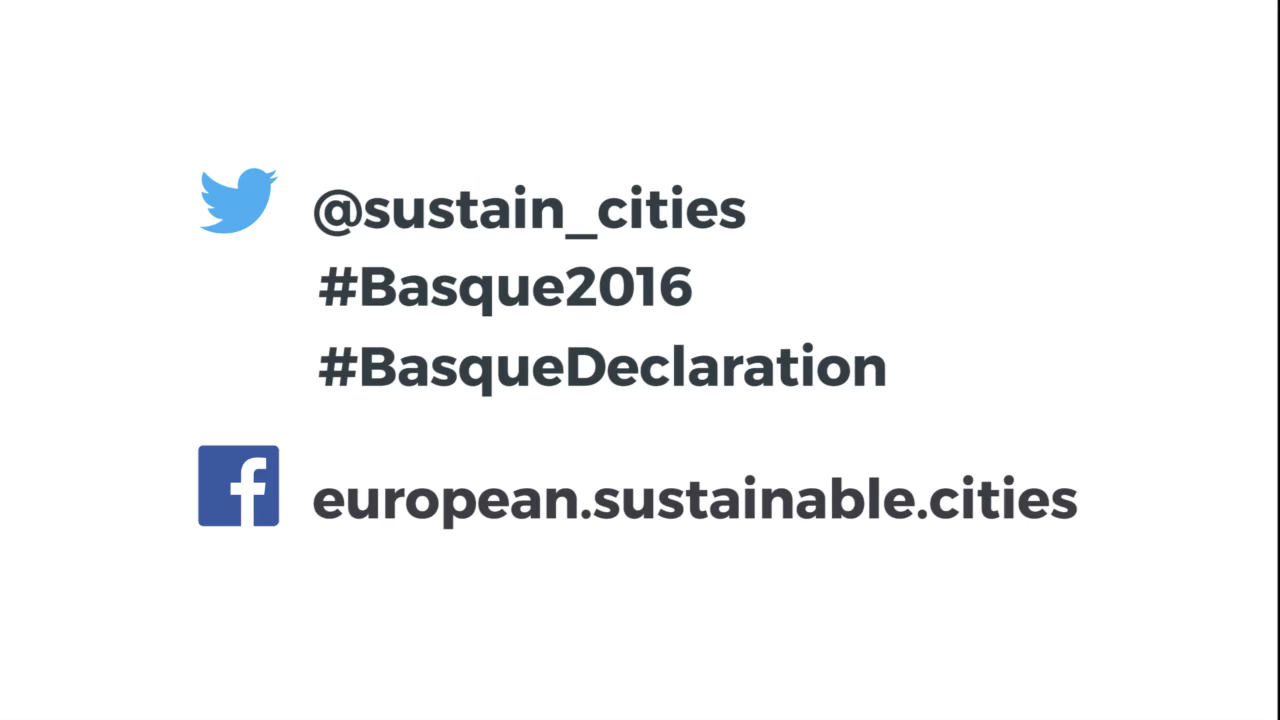 @sustain_cities
#Basque2016
#BasqueDeclaration
european.sustainable.cities